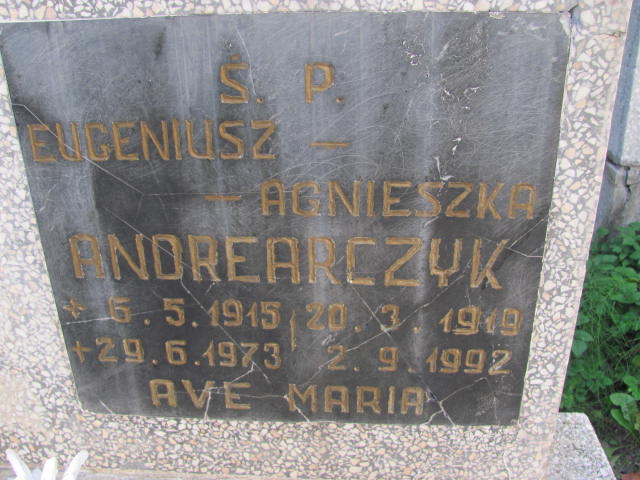 Ś. P.
EUGENIUSZ —
— AGNIESZKA
ANDREARCZYK
+ 6.5.1915 20.3.1919
+29.6.1973 2.9.1992
AVE MARIA